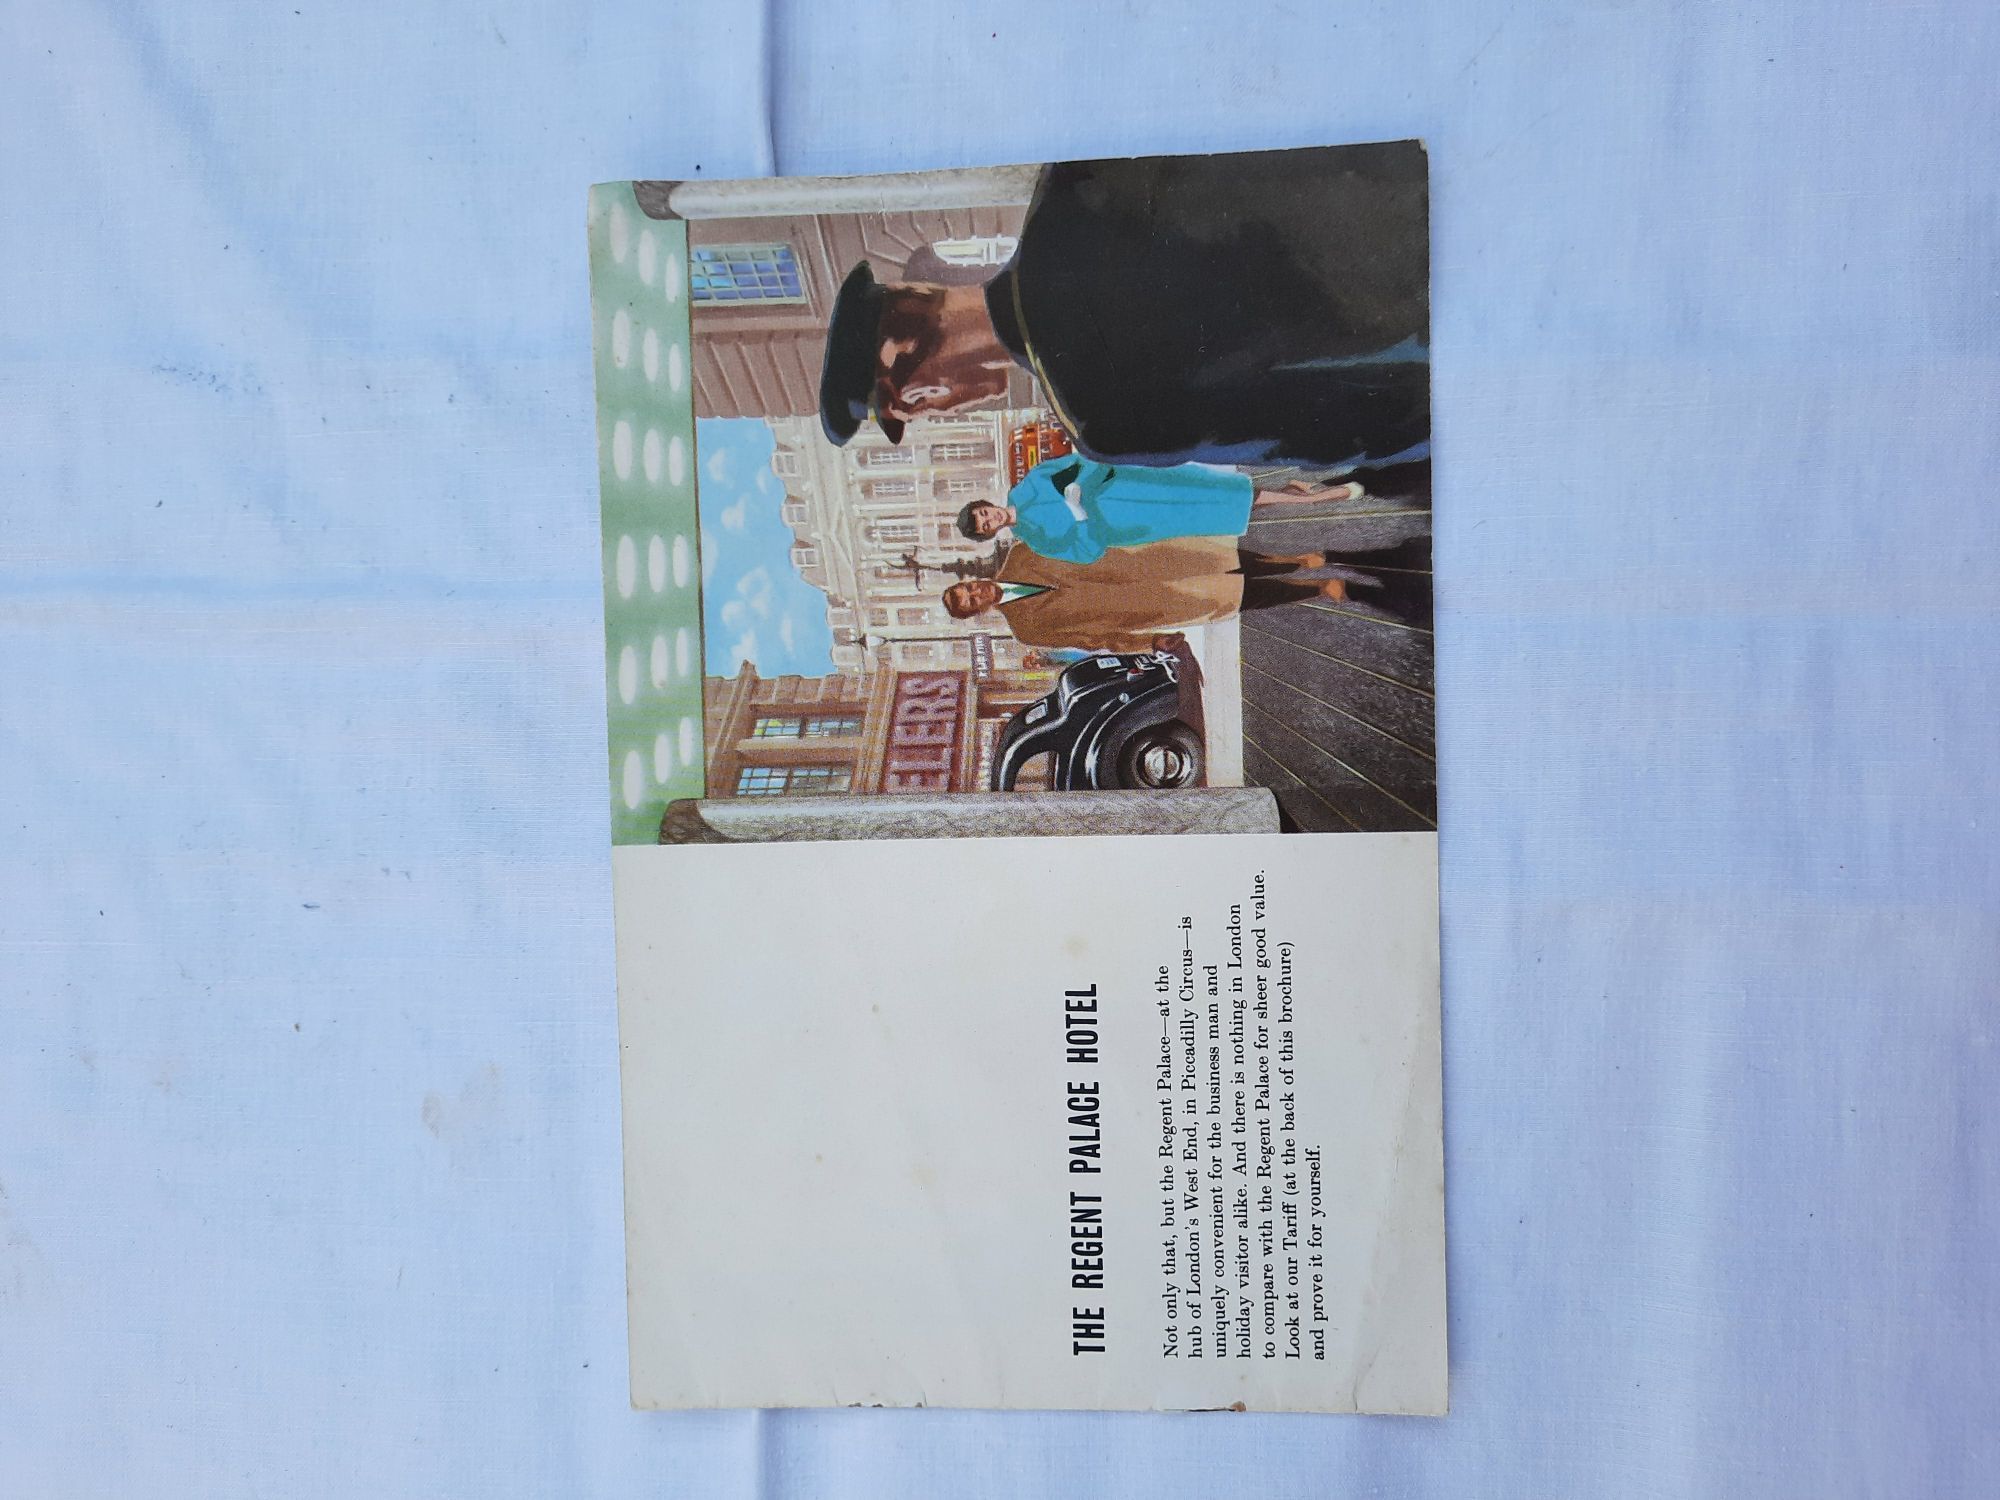 THE REGENT PALACE HOTEL
Not only that, but the Regent Palace—at the
hub of London's West End, in Piccadilly Circus—is
uniquely convenient for the business man and
holiday visitor alike. And there is nothing in London
to compare with the Regent Palace for sheer good value.
Look at our Tariff (at the back of this brochure)
and prove it for yourself.
ELLERS